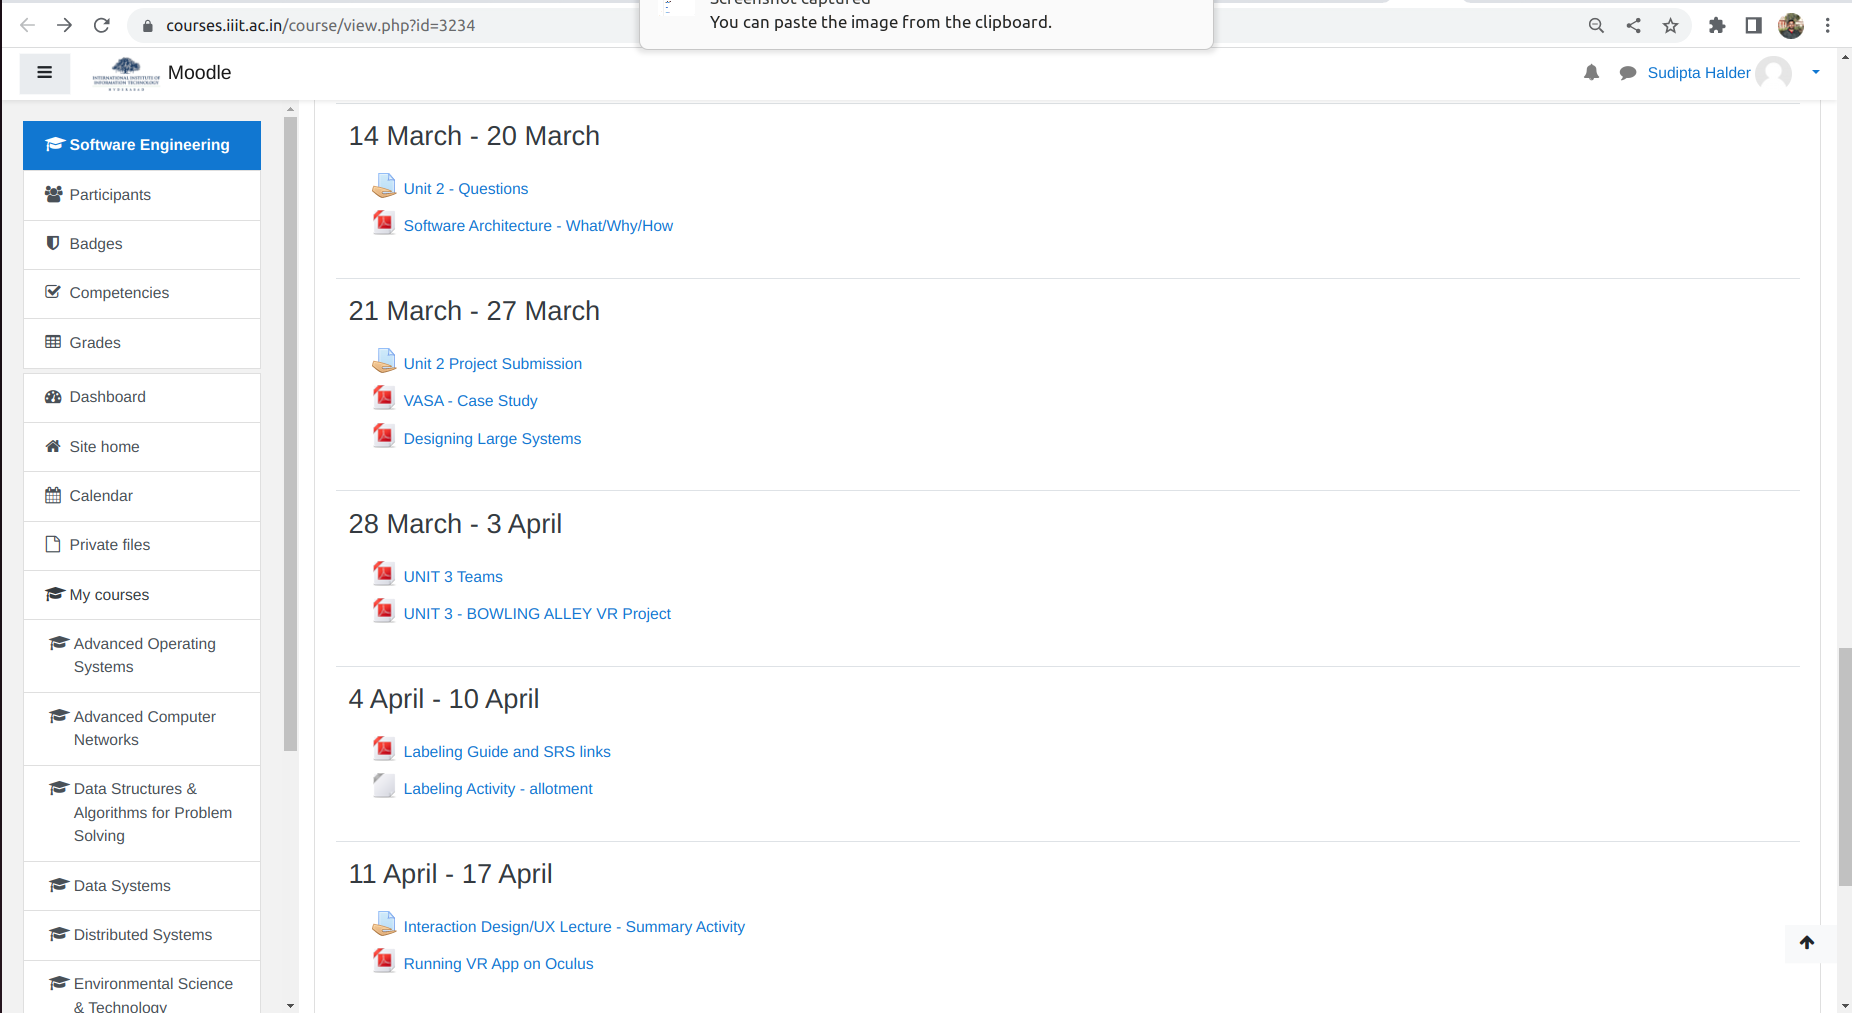 courses.iiit.ac.in/course/view.php?id=3234
Screenshot captured
You can paste the image from the clipboard.
INTERNATIONAL INSTITUTE OF
INFORMATION TECHNOLOGY
HYDERABAD
Moodle
Sudipta Halder
Software Engineering
Participants
Badges
Competencies
Grades
Dashboard
Site home
Calendar
Private files
My courses
Advanced Operating
Systems
Advanced Computer
Networks
Data Structures &
Algorithms for Problem
Solving
Data Systems
Distributed Systems
Environmental Science
& Technology
14 March - 20 March
Unit 2 - Questions
Software Architecture - What/Why/How
21 March - 27 March
Unit 2 Project Submission
VASA - Case Study
Designing Large Systems
28 March - 3 April
UNIT 3 Teams
UNIT 3 - BOWLING ALLEY VR Project
4 April - 10 April
Labeling Guide and SRS links
Labeling Activity - allotment
11 April - 17 April
Interaction Design/UX Lecture - Summary Activity
Running VR App on Oculus